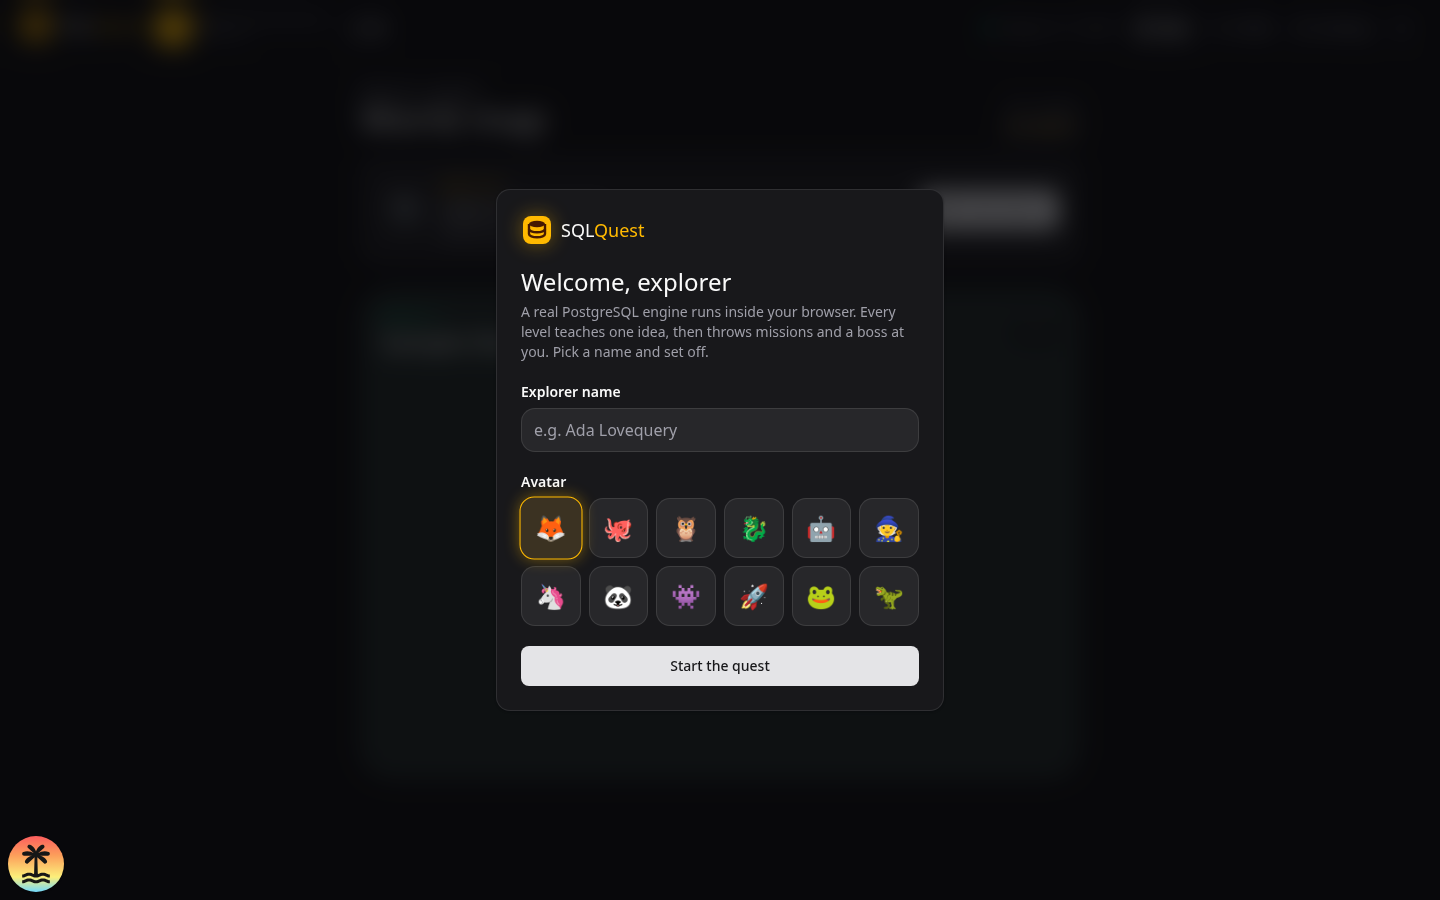 SQLQuest
Welcome, explorer
A real PostgreSQL engine runs inside your browser. Every
level teaches one idea, then throws missions and a boss at
you. Pick a name and set off.
Explorer name
e.g. Ada Lovequery
Avatar
Start the quest